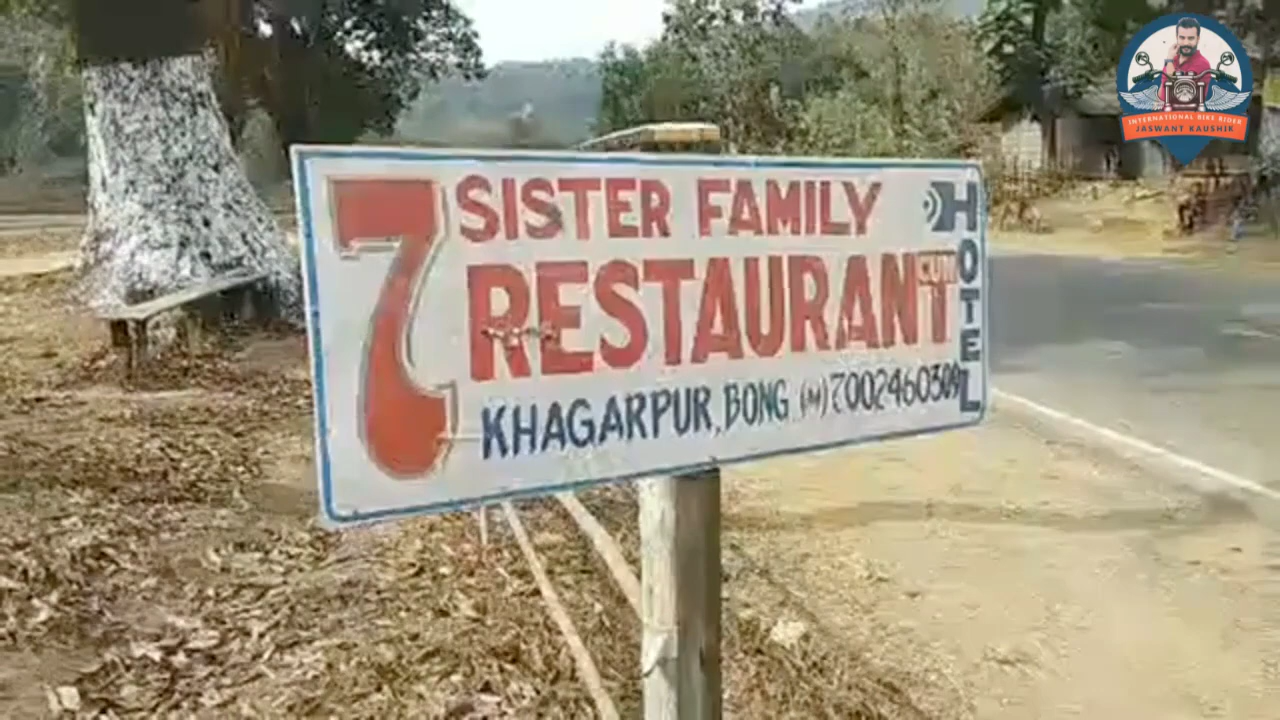 7 SISTER FAMILY
RESTAURANT CUM
HOTEL
KHAGARPUR, BONG (M) 7002460309
INTERNATIONAL BIKE RIDER
JASWANT KAUSHIK